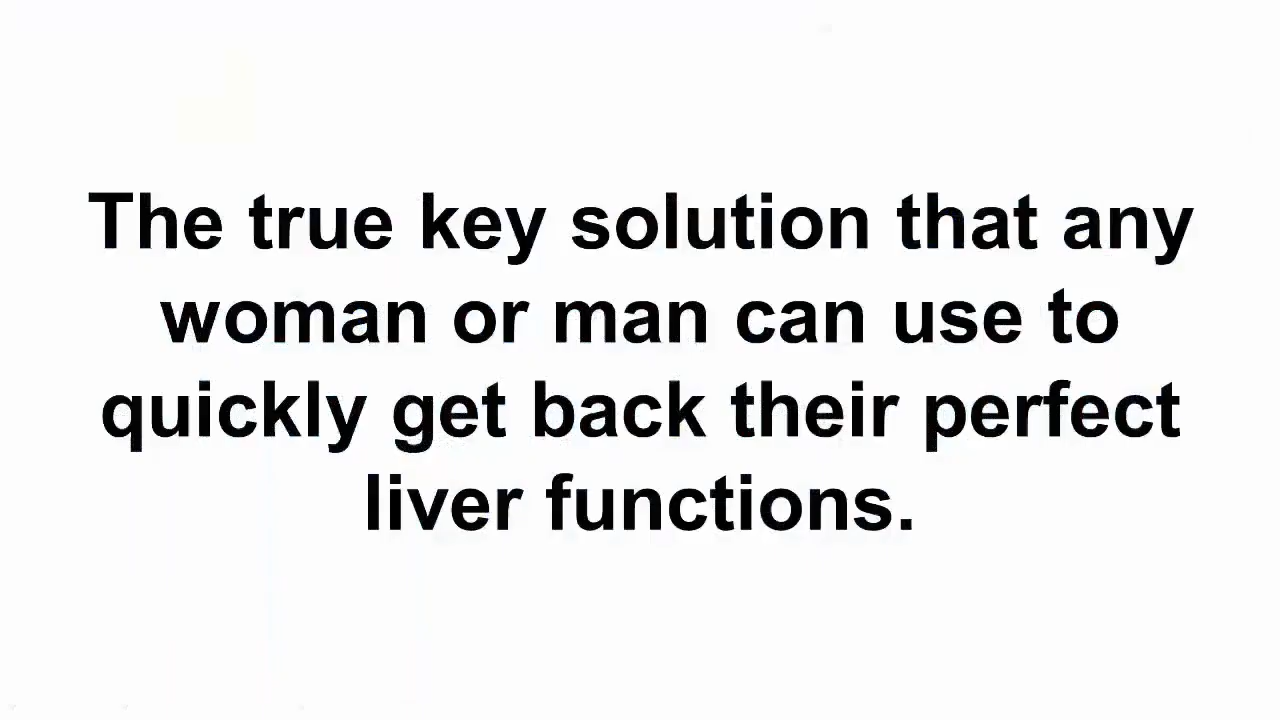 The true key solution that any
woman or man can use to
quickly get back their perfect
liver functions.